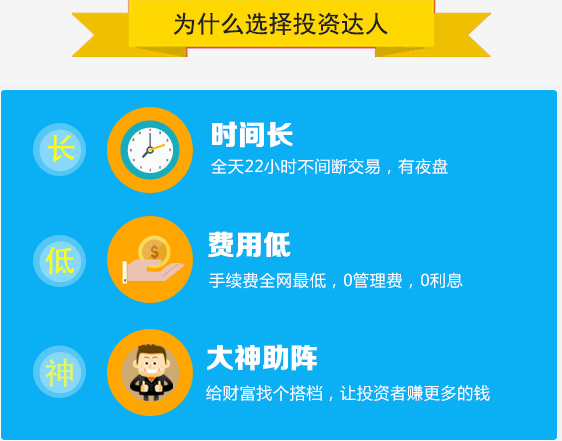 为什么选择投资达人
长
时间长
全天22小时不间断交易，有夜盘
低
费用低
手续费全网最低，0管理费，0利息
神
大神助阵
给财富找个搭档，让投资者赚更多的钱